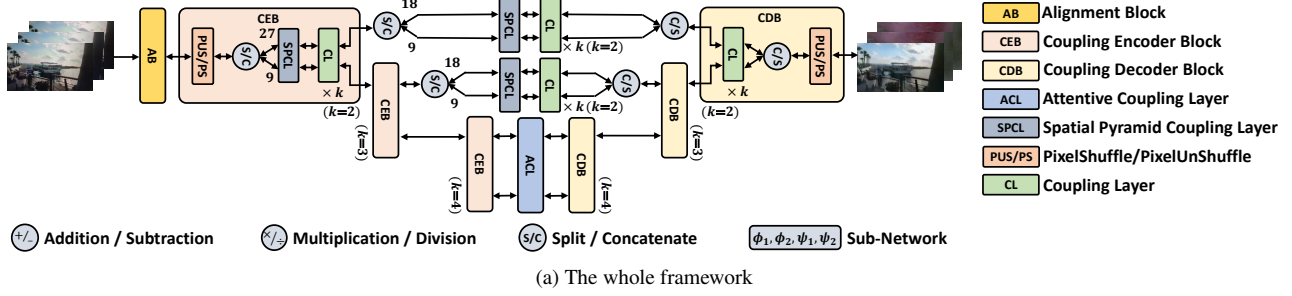 CEB
27
9
AB
PUS/PS
S/C
SPCL
CL
× k
(k=2)
S/C
18
9
SPCL
CL
× k (k=2)
C/S
CDB
CL
C/S
PUS/PS
× k
(k=2)
CEB
(k=3)
S/C
18
9
SPCL
CL
× k (k=2)
C/S
CDB
(k=3)
CEB
(k=4)
ACL
CDB
(k=4)
AB Alignment Block
CEB Coupling Encoder Block
CDB Coupling Decoder Block
ACL Attentive Coupling Layer
SPCL Spatial Pyramid Coupling Layer
PUS/PS PixelShuffle/PixelUnShuffle
CL Coupling Layer
+/− Addition / Subtraction
×/÷ Multiplication / Division
S/C Split / Concatenate
ϕ₁, ϕ₂, ψ₁, ψ₂ Sub-Network
(a) The whole framework